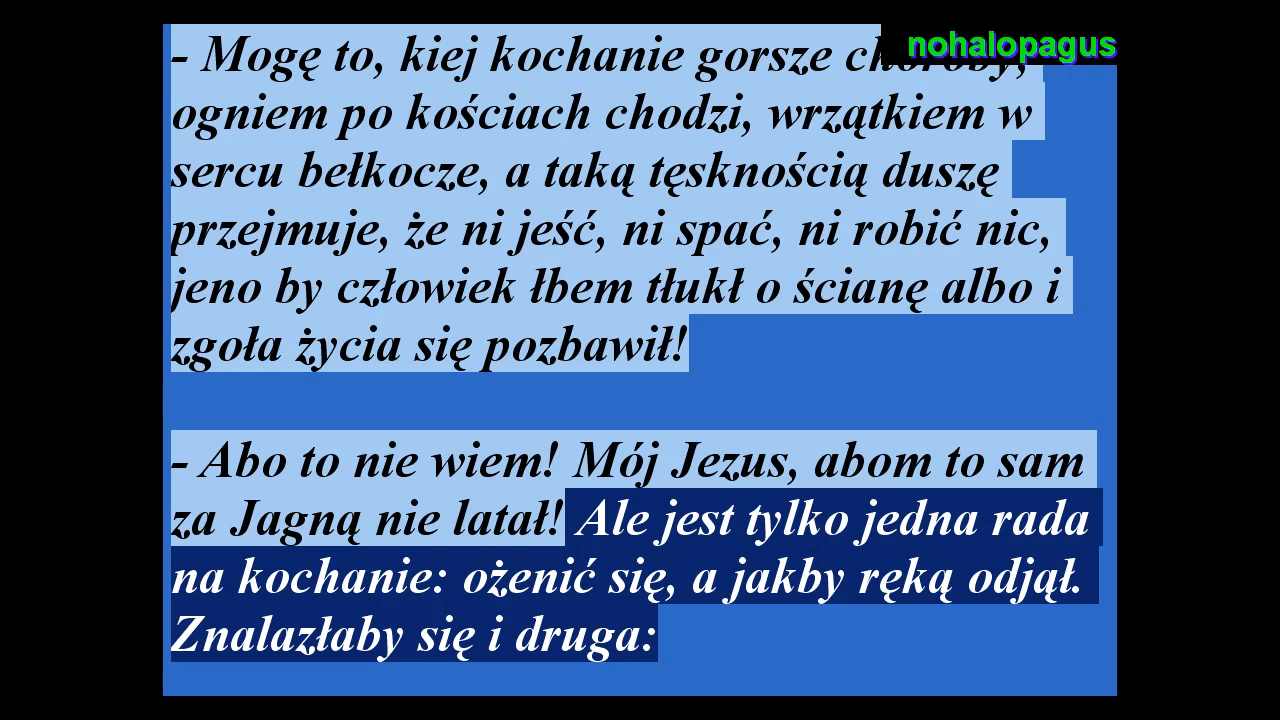 nohalopagus
- Mogę to, kiej kochanie gorsze choroby,
ogniem po kościach chodzi, wrzątkiem w
sercu bełkocze, a taką tęsknością duszę
przejmuje, że ni jeść, ni spać, ni robić nic,
jeno by człowiek łbem tłukł o ścianę albo i
zgoła życia się pozbawił!
- Abo to nie wiem! Mój Jezus, abom to sam
za Jagną nie latał! Ale jest tylko jedna rada
na kochanie: ożenić się, a jakby ręką odjął.
Znalazłaby się i druga: